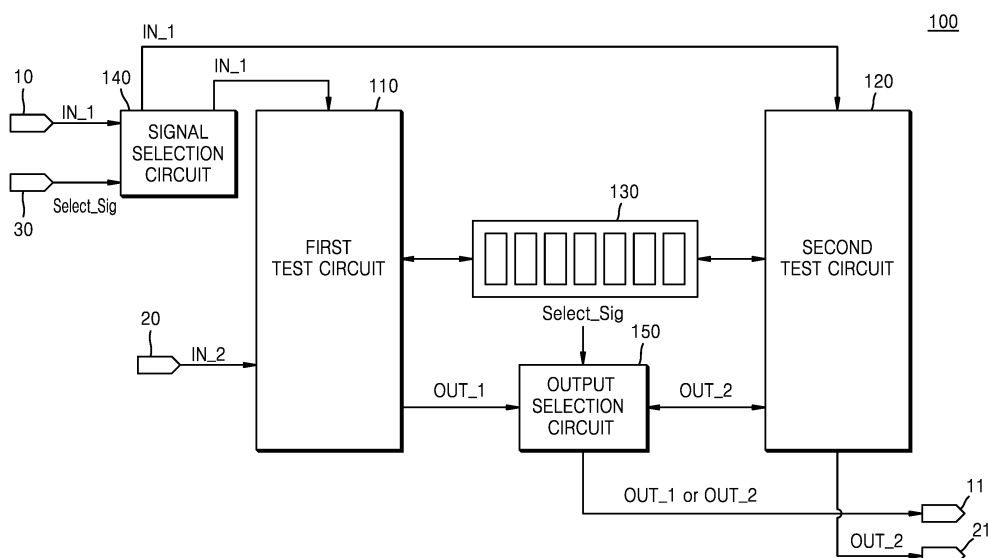 100
IN_1
IN_1
10
140
110
120
IN_1
SIGNAL
SELECTION
CIRCUIT
30
Select_Sig
130
FIRST
TEST CIRCUIT
SECOND
TEST CIRCUIT
Select_Sig
20
150
IN_2
OUT_1
OUTPUT
SELECTION
CIRCUIT
OUT_2
OUT_1 or OUT_2
11
OUT_2
21